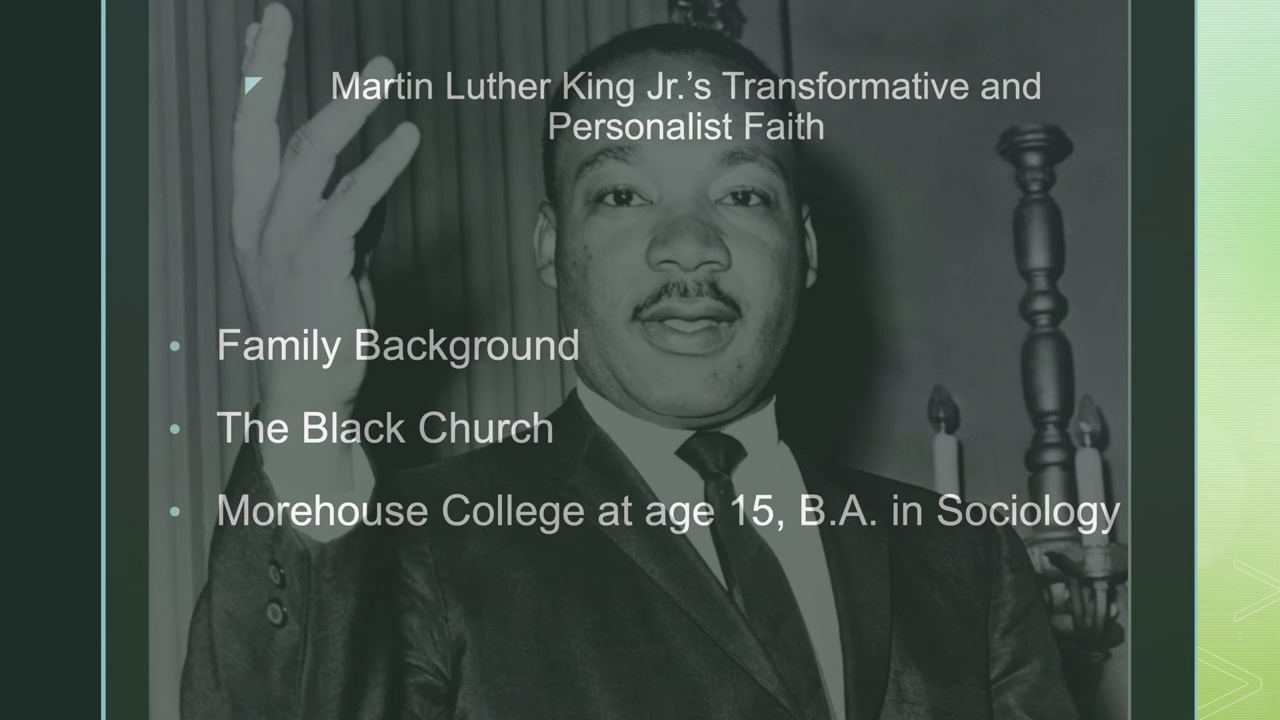 Martin Luther King Jr.’s Transformative and
Personalist Faith
• Family Background
• The Black Church
• Morehouse College at age 15, B.A. in Sociology